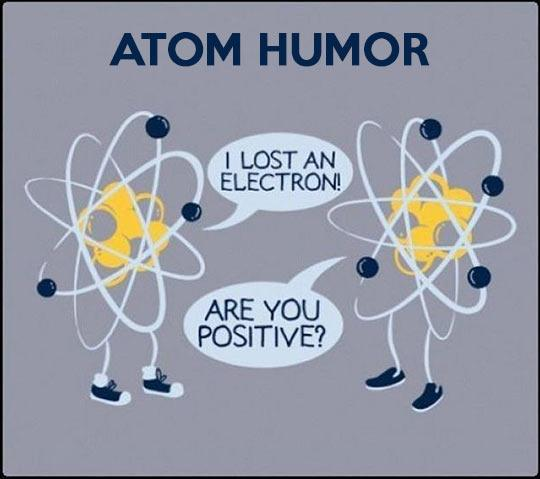 ATOM HUMOR
I LOST AN
ELECTRON!
ARE YOU
POSITIVE?